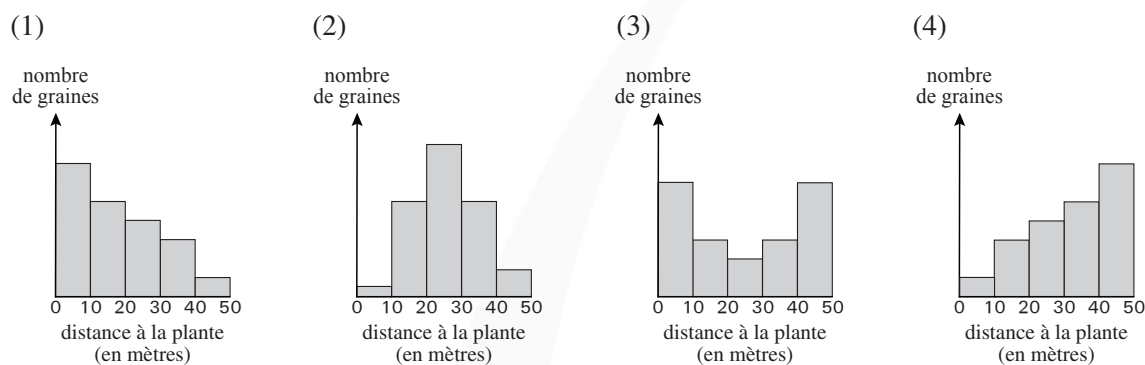 (1)
nombre
de graines
0 10 20 30 40 50
distance à la plante
(en mètres)
(2)
nombre
de graines
0 10 20 30 40 50
distance à la plante
(en mètres)
(3)
nombre
de graines
0 10 20 30 40 50
distance à la plante
(en mètres)
(4)
nombre
de graines
0 10 20 30 40 50
distance à la plante
(en mètres)